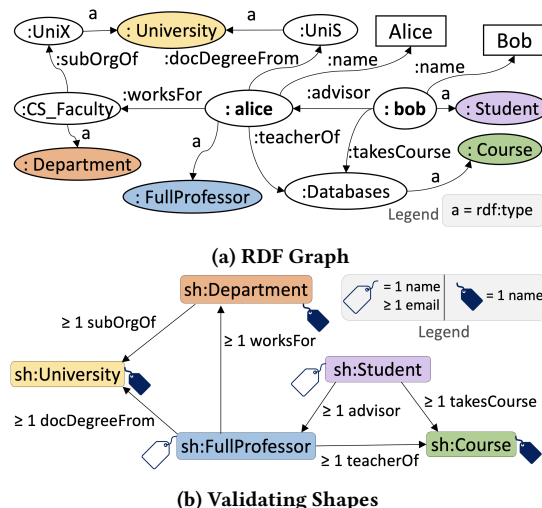 a
a
:UniX
:University
:UniS
Alice
Bob
:subOrgOf
:docDegreeFrom
:name
:name
:CS_Faculty
:worksFor
: alice
:advisor
: bob
a
: Student
a
a
:teacherOf
:takesCourse
: Course
: Department
: FullProfessor
:Databases
a
Legend
a = rdf:type
(a) RDF Graph
sh:Department
= 1 name
≥ 1 email
= 1 name
Legend
≥ 1 subOrgOf
≥ 1 worksFor
sh:University
sh:Student
≥ 1 docDegreeFrom
≥ 1 advisor
≥ 1 takesCourse
sh:FullProfessor
≥ 1 teacherOf
sh:Course
(b) Validating Shapes